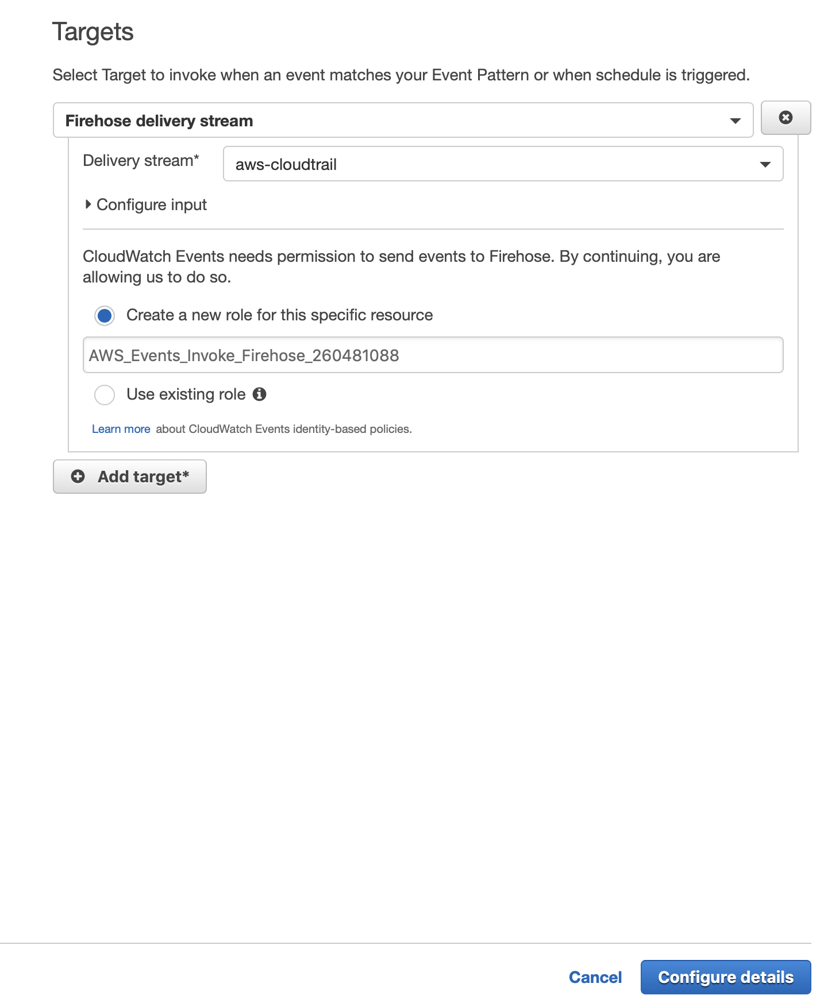 Targets
Select Target to invoke when an event matches your Event Pattern or when schedule is triggered.
Firehose delivery stream
Delivery stream*
aws-cloudtrail
Configure input
CloudWatch Events needs permission to send events to Firehose. By continuing, you are
allowing us to do so.
Create a new role for this specific resource
AWS_Events_Invoke_Firehose_260481088
Use existing role
Learn more about CloudWatch Events identity-based policies.
Add target*
Cancel
Configure details